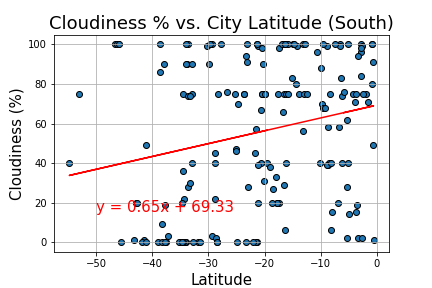 Cloudiness % vs. City Latitude (South)
100
80
60
40
20
0
Cloudiness (%)
y = 0.65x + 69.33
−50 −40 −30 −20 −10 0
Latitude